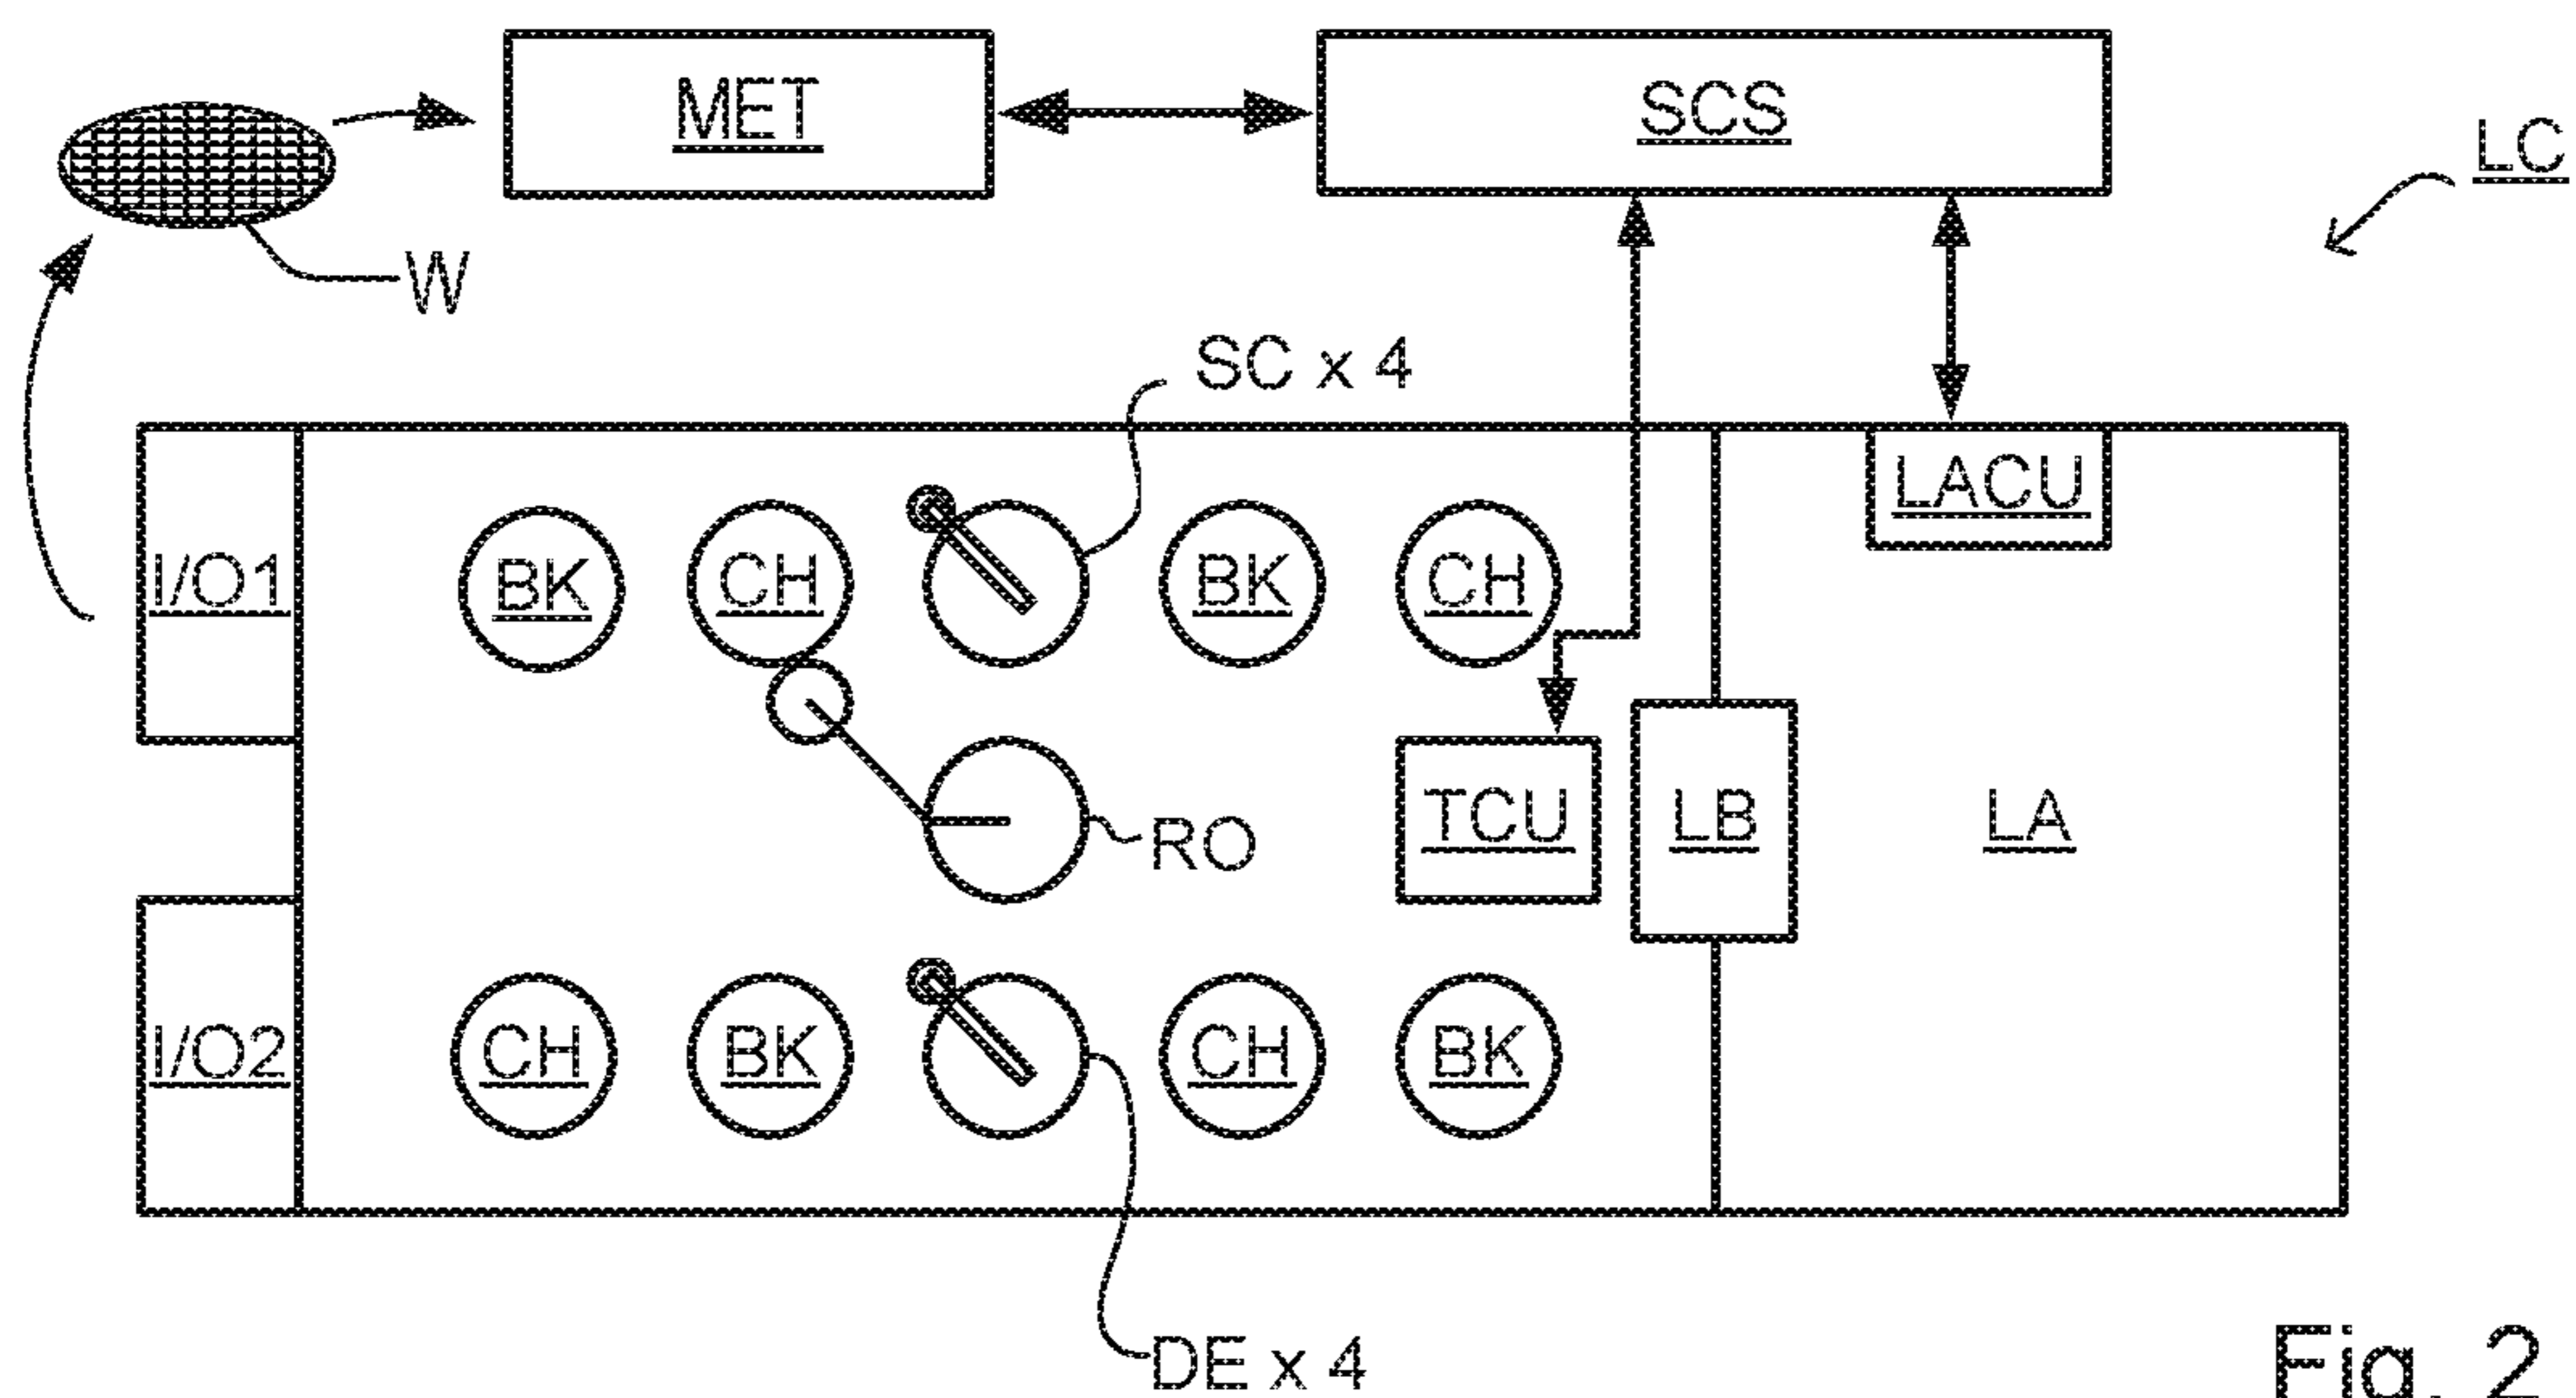 MET
SCS
LC
W
SC x 4
LACU
I/O1
BK
CH
BK
CH
TCU
LB
LA
RO
I/O2
CH
BK
CH
BK
DE x 4
Fig. 2